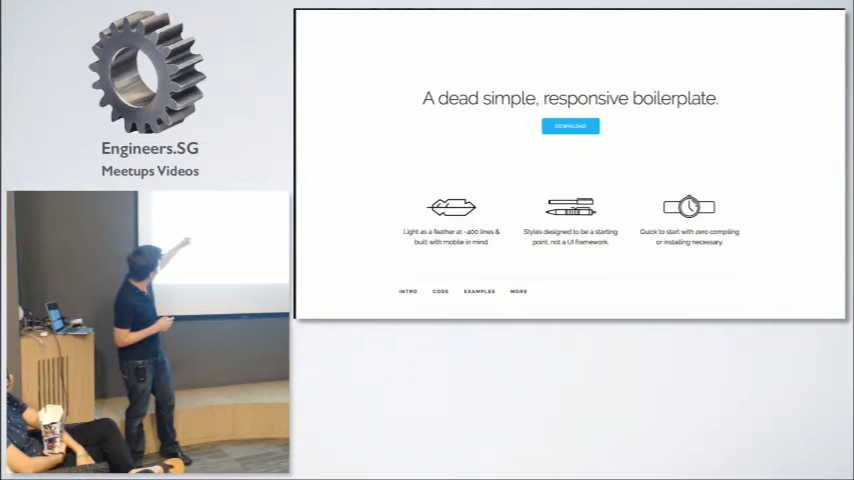 Engineers.SG
Meetups Videos
A dead simple, responsive boilerplate.
DOWNLOAD
Light as a feather at ~400 lines &
built with mobile in mind.
Styles designed to be a starting
point, not a UI framework.
Quick to start with zero compiling
or installing necessary.
INTRO CODE EXAMPLES MORE